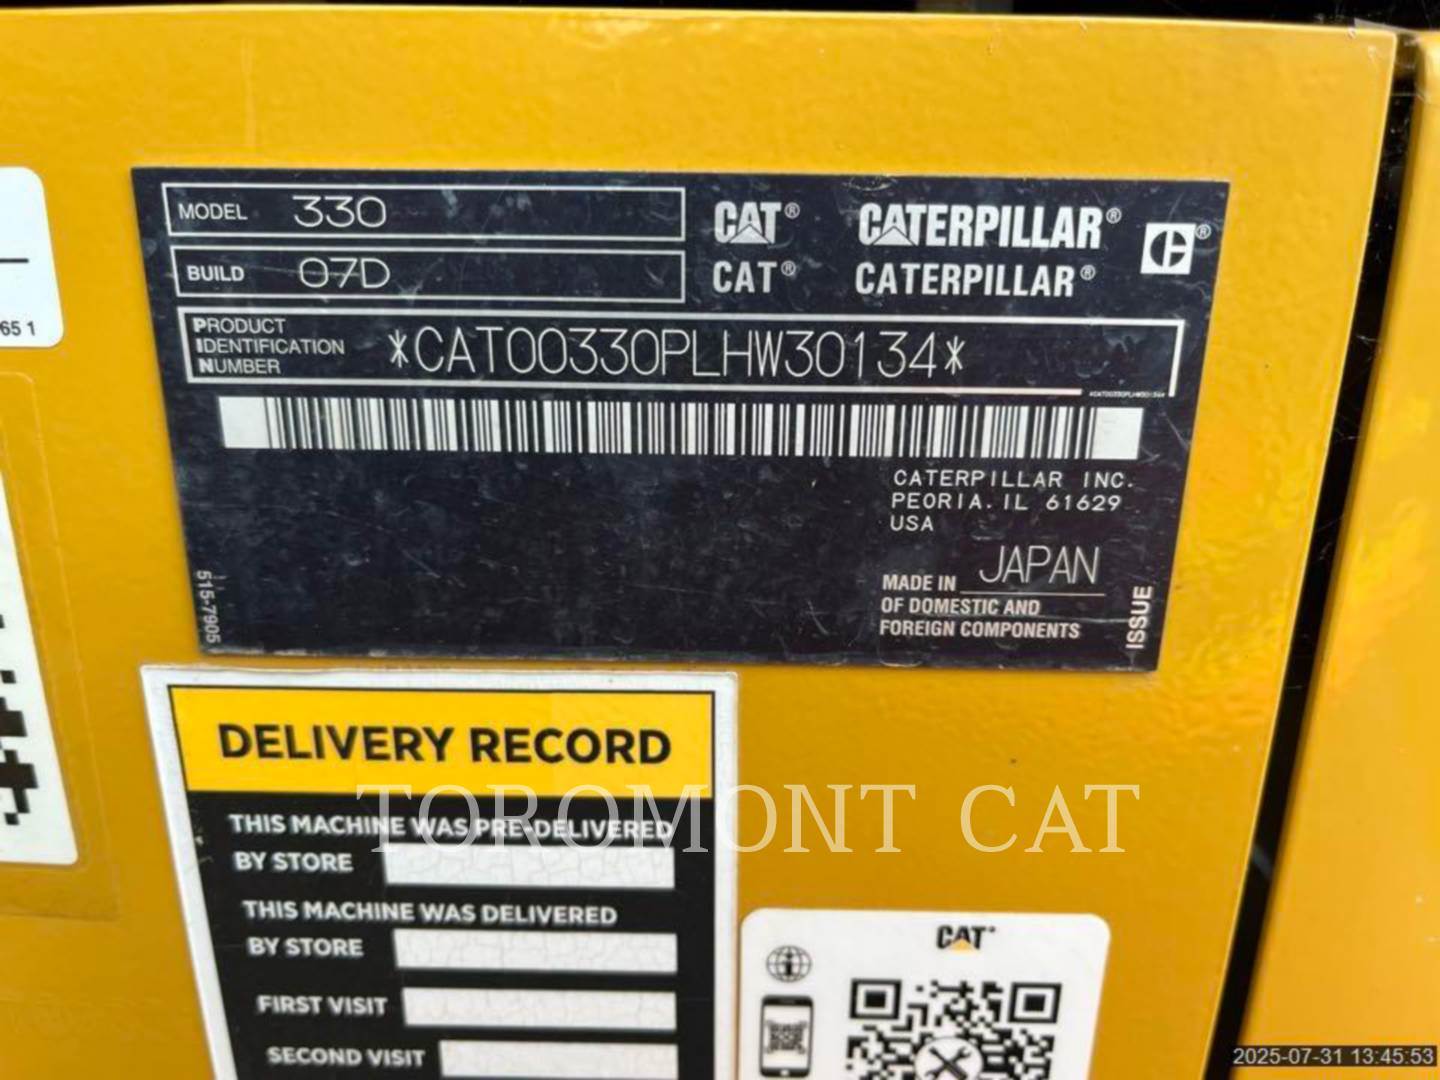 MODEL 330
BUILD 07D
CAT® CATERPILLAR®
CAT® CATERPILLAR®
PRODUCT
IDENTIFICATION
NUMBER
*CAT00330PLHW30134*
*CAT00330PLHW30134*
CATERPILLAR INC.
PEORIA. IL 61629
USA
MADE IN JAPAN
OF DOMESTIC AND
FOREIGN COMPONENTS
ISSUE
515-7905
65 1
DELIVERY RECORD
THIS MACHINE WAS PRE-DELIVERED
BY STORE
THIS MACHINE WAS DELIVERED
BY STORE
FIRST VISIT
SECOND VISIT
TOROMONT CAT
CAT
2025-07-31 13:45:53